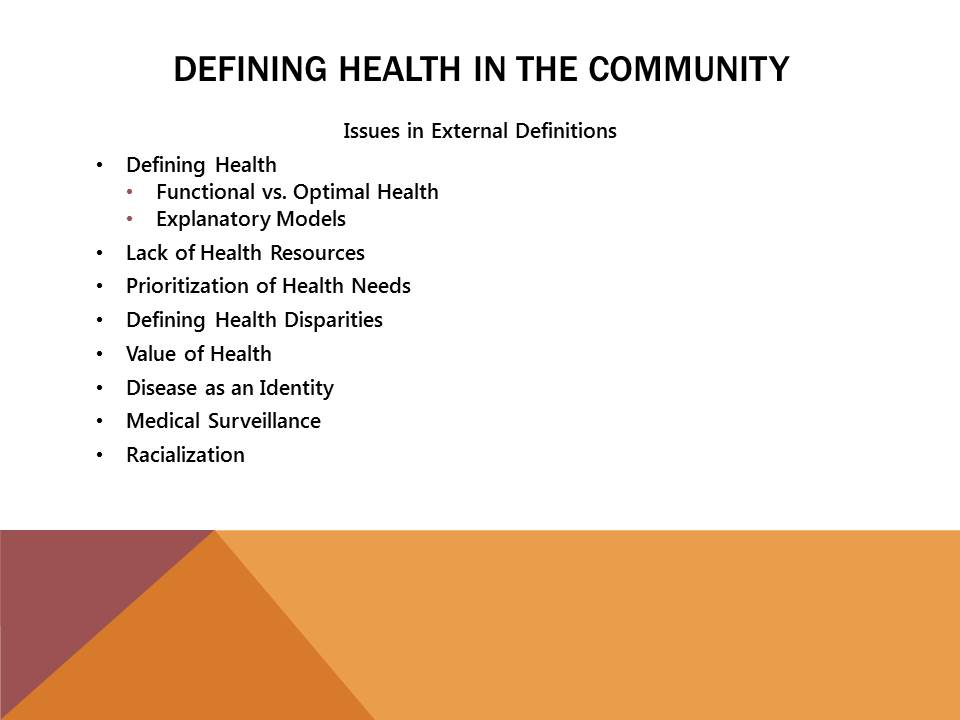 DEFINING HEALTH IN THE COMMUNITY
Issues in External Definitions
• Defining Health
• Functional vs. Optimal Health
• Explanatory Models
• Lack of Health Resources
• Prioritization of Health Needs
• Defining Health Disparities
• Value of Health
• Disease as an Identity
• Medical Surveillance
• Racialization